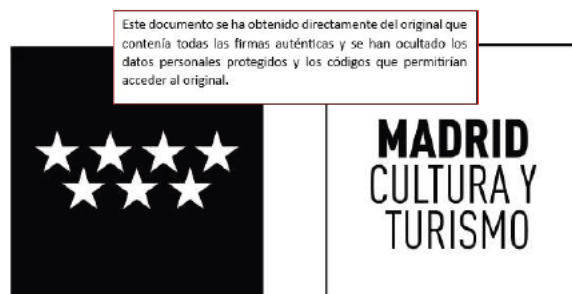 Este documento se ha obtenido directamente del original que
contenía todas las firmas auténticas y se han ocultado los
datos personales protegidos y los códigos que permitirían
acceder al original.
MADRID
CULTURA Y
TURISMO